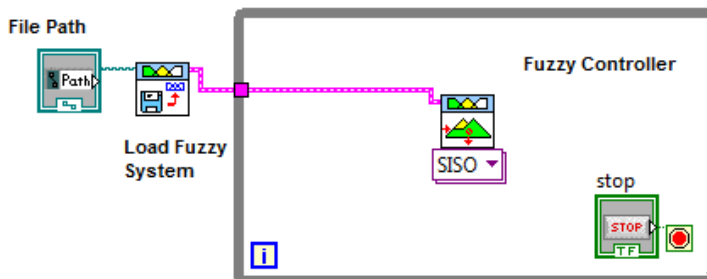 File Path
Path
Load Fuzzy
System
Fuzzy Controller
SISO
stop
STOP
TF
i